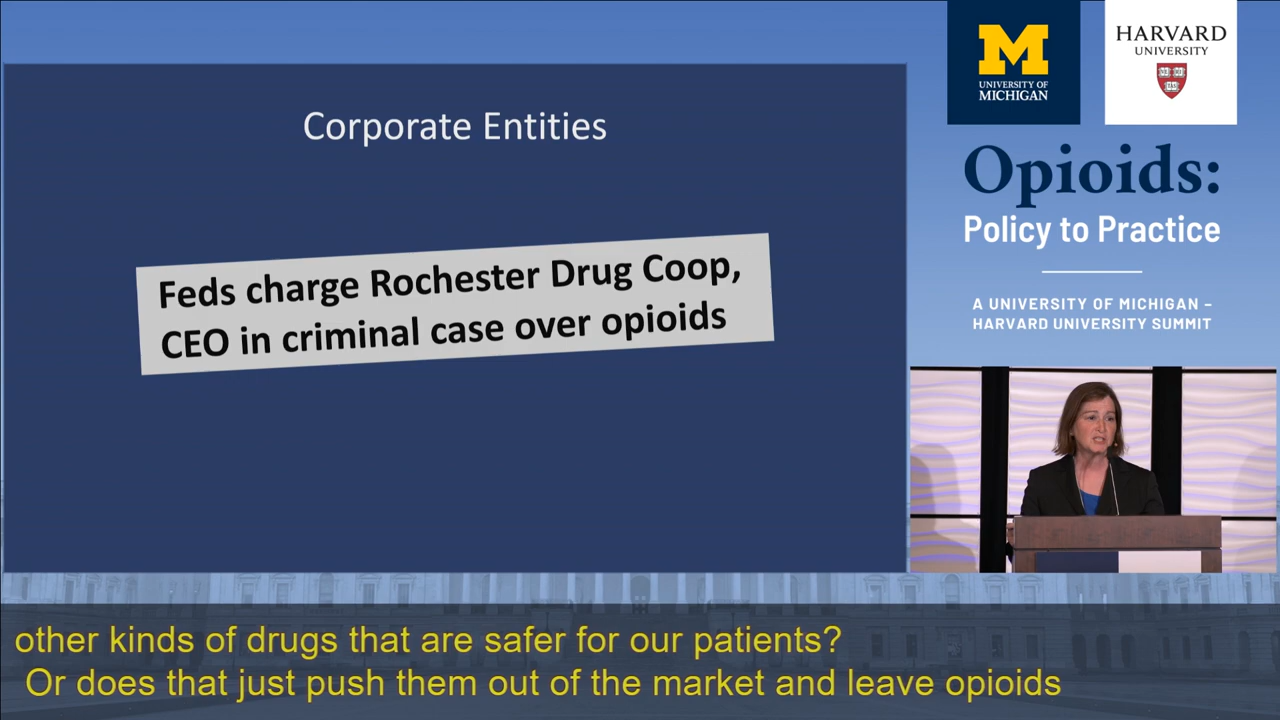 Corporate Entities
Feds charge Rochester Drug Coop,
CEO in criminal case over opioids
M
UNIVERSITY OF
MICHIGAN
HARVARD
UNIVERSITY
Opioids:
Policy to Practice
A UNIVERSITY OF MICHIGAN –
HARVARD UNIVERSITY SUMMIT
other kinds of drugs that are safer for our patients?
Or does that just push them out of the market and leave opioids